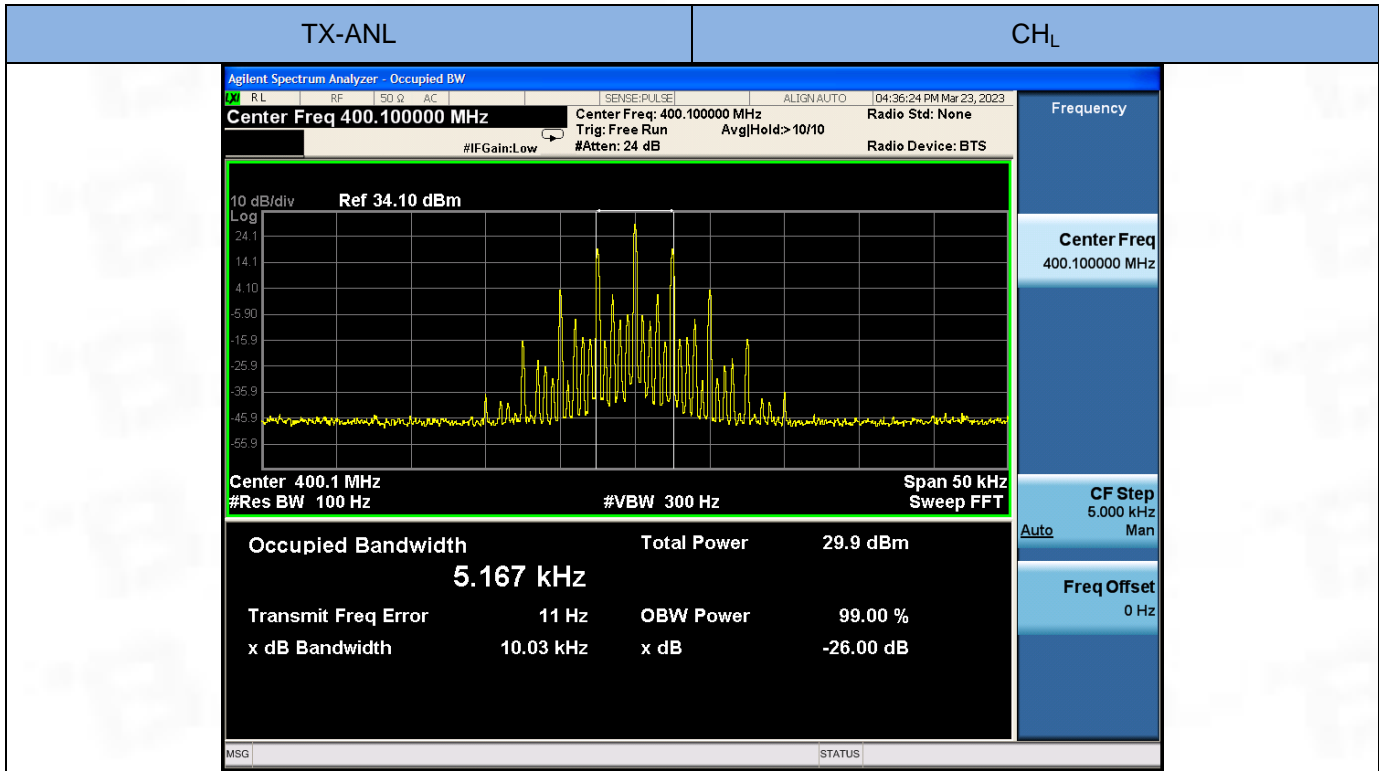 TX-ANL CHL
Agilent Spectrum Analyzer - Occupied BW
LXI RL RF 50 Ω AC SENSE:PULSE ALIGN AUTO 04:36:24 PM Mar 23, 2023
Center Freq 400.100000 MHz Center Freq: 400.100000 MHz Radio Std: None
Trig: Free Run Avg|Hold:> 10/10
#IFGain:Low #Atten: 24 dB Radio Device: BTS
Frequency
10 dB/div Ref 34.10 dBm
Log
24.1
14.1
4.10
-5.90
-15.9
-25.9
-35.9
-45.9
-55.9
Center 400.1 MHz Span 50 kHz
#Res BW 100 Hz #VBW 300 Hz Sweep FFT
Occupied Bandwidth Total Power 29.9 dBm
5.167 kHz
Transmit Freq Error 11 Hz OBW Power 99.00 %
x dB Bandwidth 10.03 kHz x dB -26.00 dB
Center Freq
400.100000 MHz
CF Step
5.000 kHz
Auto Man
Freq Offset
0 Hz
MSG STATUS